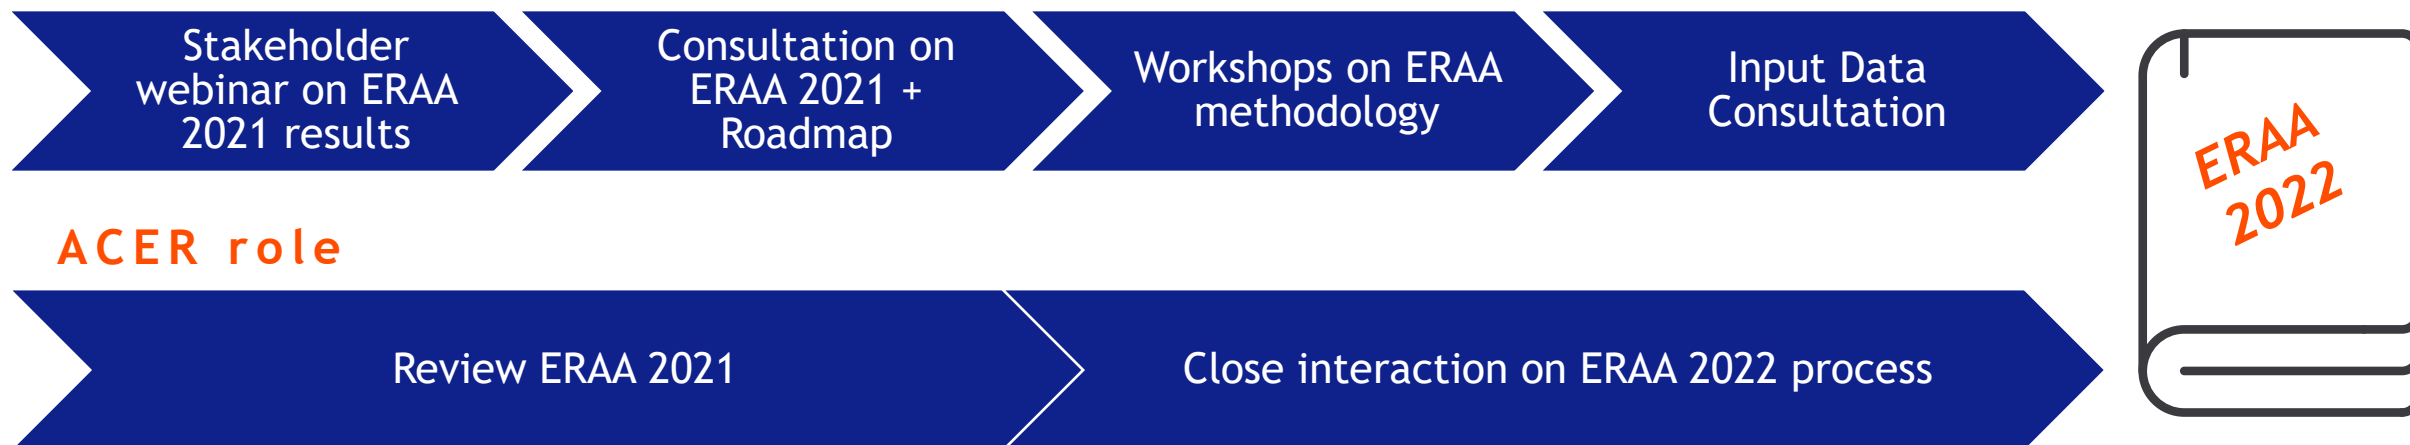 Stakeholder
webinar on ERAA
2021 results
Consultation on
ERAA 2021 +
Roadmap
Workshops on ERAA
methodology
Input Data
Consultation
ERAA
2022
ACER role
Review ERAA 2021
Close interaction on ERAA 2022 process